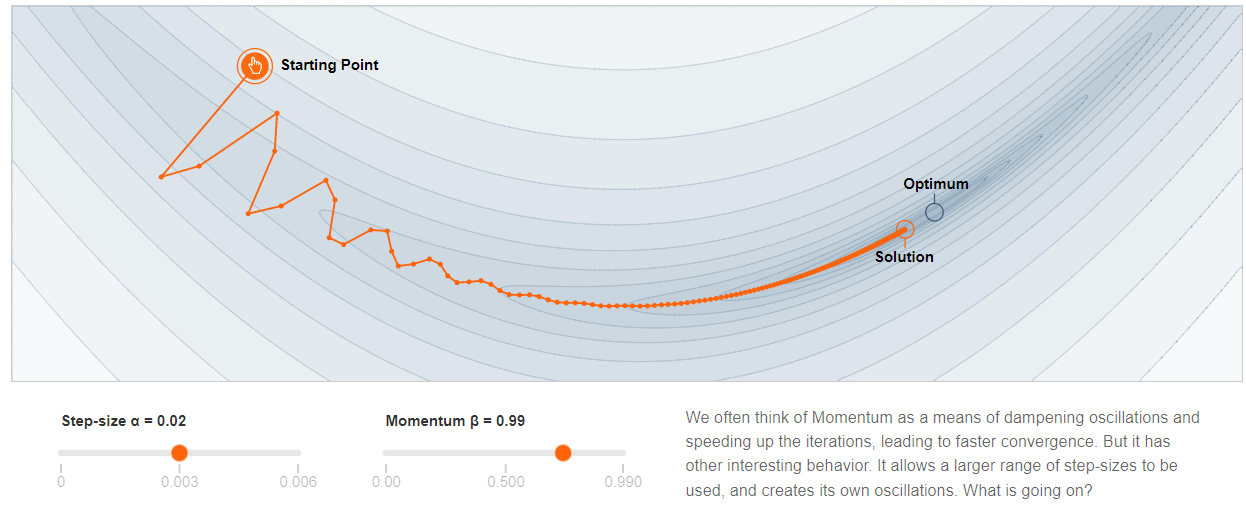 Starting Point
Optimum
Solution
Step-size α = 0.02
Momentum β = 0.99
0
0.003
0.006
0.00
0.500
0.990
We often think of Momentum as a means of dampening oscillations and
speeding up the iterations, leading to faster convergence. But it has
other interesting behavior. It allows a larger range of step-sizes to be
used, and creates its own oscillations. What is going on?